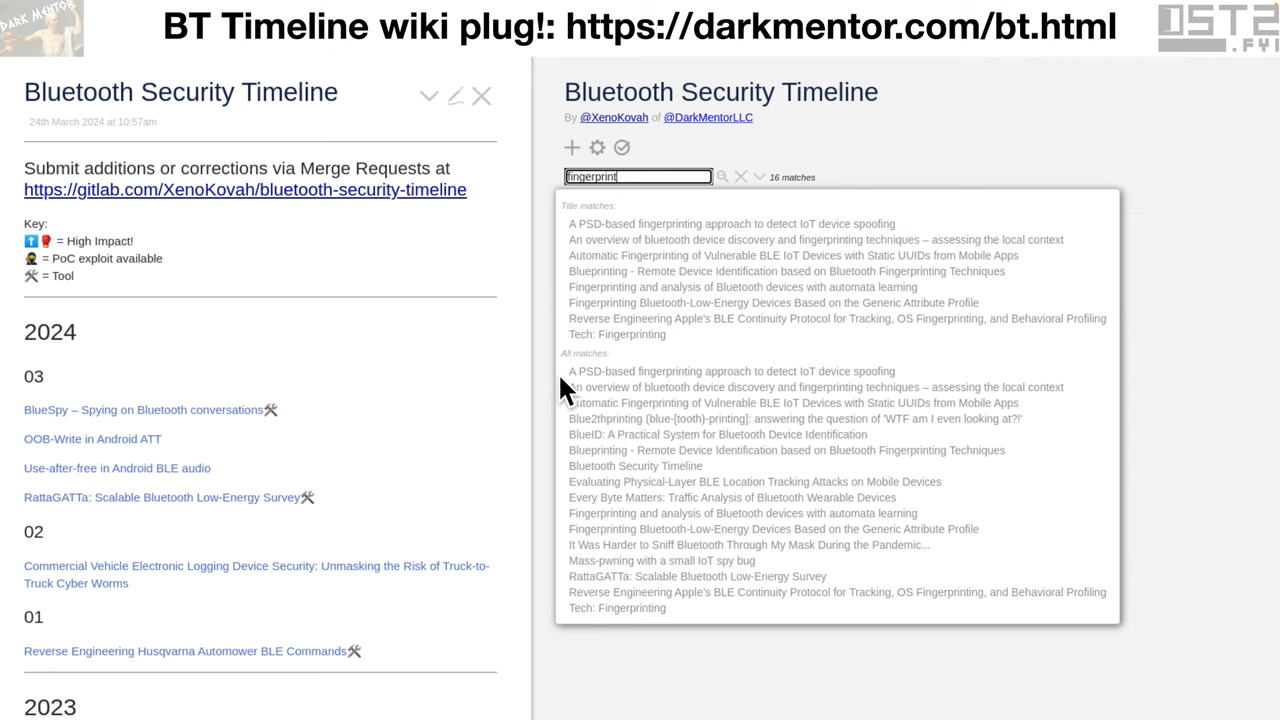 DARK MENTOR
BT Timeline wiki plug!: https://darkmentor.com/bt.html
OST2
.FYI
Bluetooth Security Timeline
24th March 2024 at 10:57am
Submit additions or corrections via Merge Requests at
https://gitlab.com/XenoKovah/bluetooth-security-timeline
Key:
⬆️🥊 = High Impact!
🥷 = PoC exploit available
🛠 = Tool
2024
03
BlueSpy – Spying on Bluetooth conversations🛠
OOB-Write in Android ATT
Use-after-free in Android BLE audio
RattaGATTa: Scalable Bluetooth Low-Energy Survey🛠
02
Commercial Vehicle Electronic Logging Device Security: Unmasking the Risk of Truck-to-
Truck Cyber Worms
01
Reverse Engineering Husqvarna Automower BLE Commands🛠
2023
Bluetooth Security Timeline
By @XenoKovah of @DarkMentorLLC
fingerprint
16 matches
Title matches:
A PSD-based fingerprinting approach to detect IoT device spoofing
An overview of bluetooth device discovery and fingerprinting techniques – assessing the local context
Automatic Fingerprinting of Vulnerable BLE IoT Devices with Static UUIDs from Mobile Apps
Blueprinting - Remote Device Identification based on Bluetooth Fingerprinting Techniques
Fingerprinting and analysis of Bluetooth devices with automata learning
Fingerprinting Bluetooth-Low-Energy Devices Based on the Generic Attribute Profile
Reverse Engineering Apple's BLE Continuity Protocol for Tracking, OS Fingerprinting, and Behavioral Profiling
Tech: Fingerprinting
All matches:
A PSD-based fingerprinting approach to detect IoT device spoofing
An overview of bluetooth device discovery and fingerprinting techniques – assessing the local context
Automatic Fingerprinting of Vulnerable BLE IoT Devices with Static UUIDs from Mobile Apps
Blue2thprinting (blue-[tooth)-printing]: answering the question of 'WTF am I even looking at?!'
BlueID: A Practical System for Bluetooth Device Identification
Blueprinting - Remote Device Identification based on Bluetooth Fingerprinting Techniques
Bluetooth Security Timeline
Evaluating Physical-Layer BLE Location Tracking Attacks on Mobile Devices
Every Byte Matters: Traffic Analysis of Bluetooth Wearable Devices
Fingerprinting and analysis of Bluetooth devices with automata learning
Fingerprinting Bluetooth-Low-Energy Devices Based on the Generic Attribute Profile
It Was Harder to Sniff Bluetooth Through My Mask During the Pandemic...
Mass-pwning with a small IoT spy bug
RattaGATTa: Scalable Bluetooth Low-Energy Survey
Reverse Engineering Apple's BLE Continuity Protocol for Tracking, OS Fingerprinting, and Behavioral Profiling
Tech: Fingerprinting